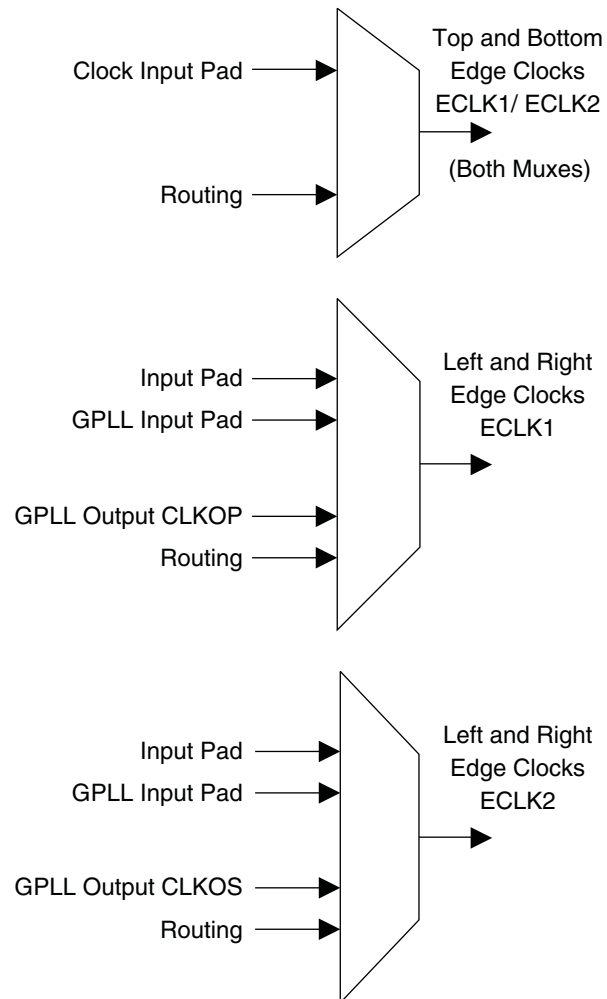 Clock Input Pad
Routing
Top and Bottom
Edge Clocks
ECLK1/ ECLK2
(Both Muxes)
Input Pad
GPLL Input Pad
GPLL Output CLKOP
Routing
Left and Right
Edge Clocks
ECLK1
Input Pad
GPLL Input Pad
GPLL Output CLKOS
Routing
Left and Right
Edge Clocks
ECLK2